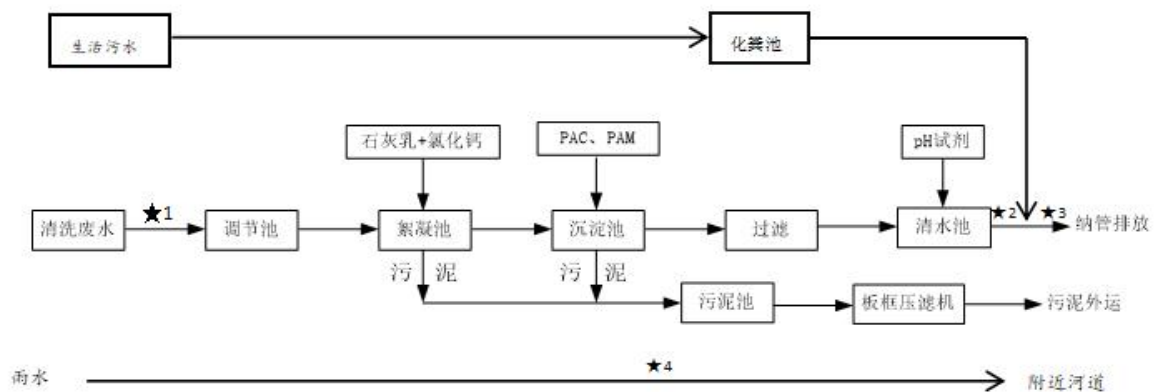 生活污水
化粪池
石灰乳+氯化钙
PAC、PAM
pH试剂
清洗废水
★1
调节池
絮凝池
沉淀池
过滤
清水池
★2
★3
纳管排放
污 泥
污 泥
污泥池
板框压滤机
污泥外运
雨水
★4
附近河道